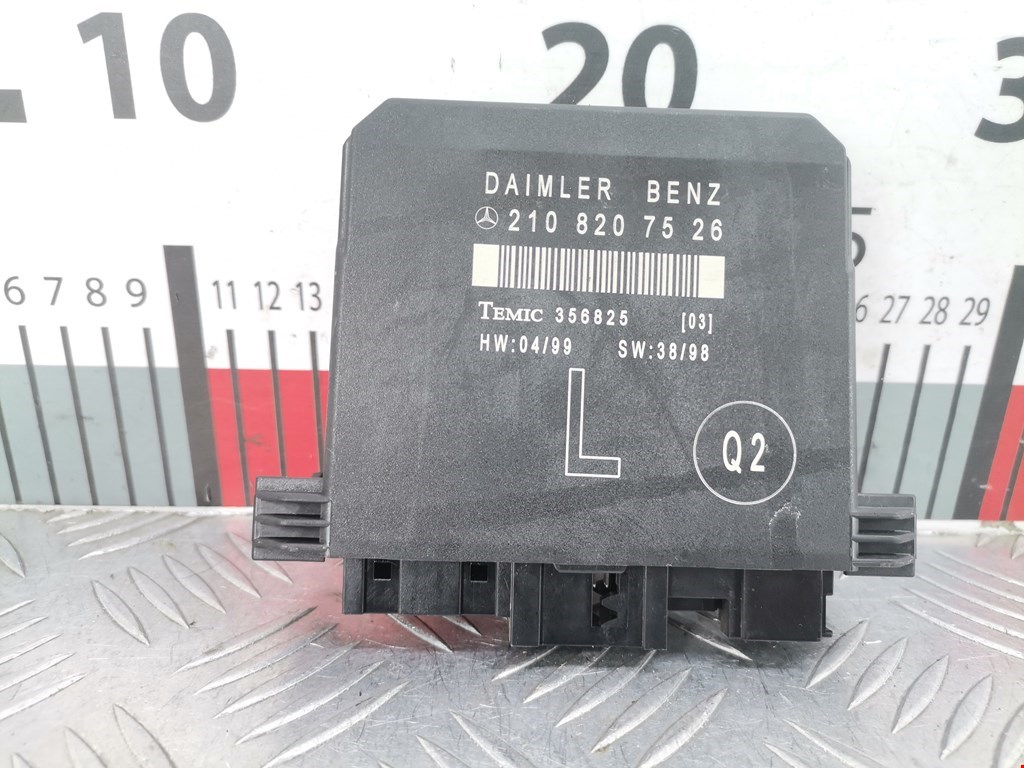 10 20 3
DAIMLER BENZ
210 820 75 26
TEMIC 356825 [03]
HW:04/99 SW:38/98
L
Q2
6 7 8 9 11 12 13 26 27 28 29